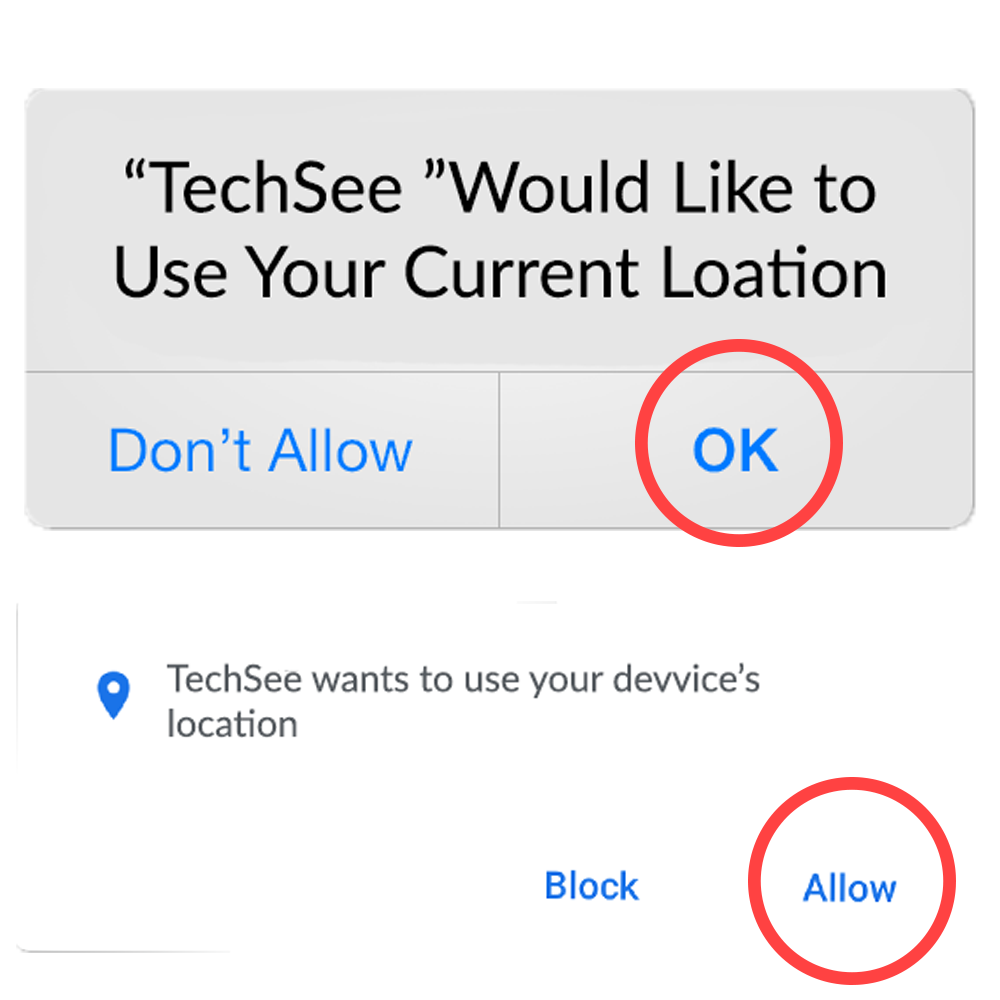 “TechSee ”Would Like to
Use Your Current Loation
Don’t Allow
OK
TechSee wants to use your devvice’s
location
Block
Allow